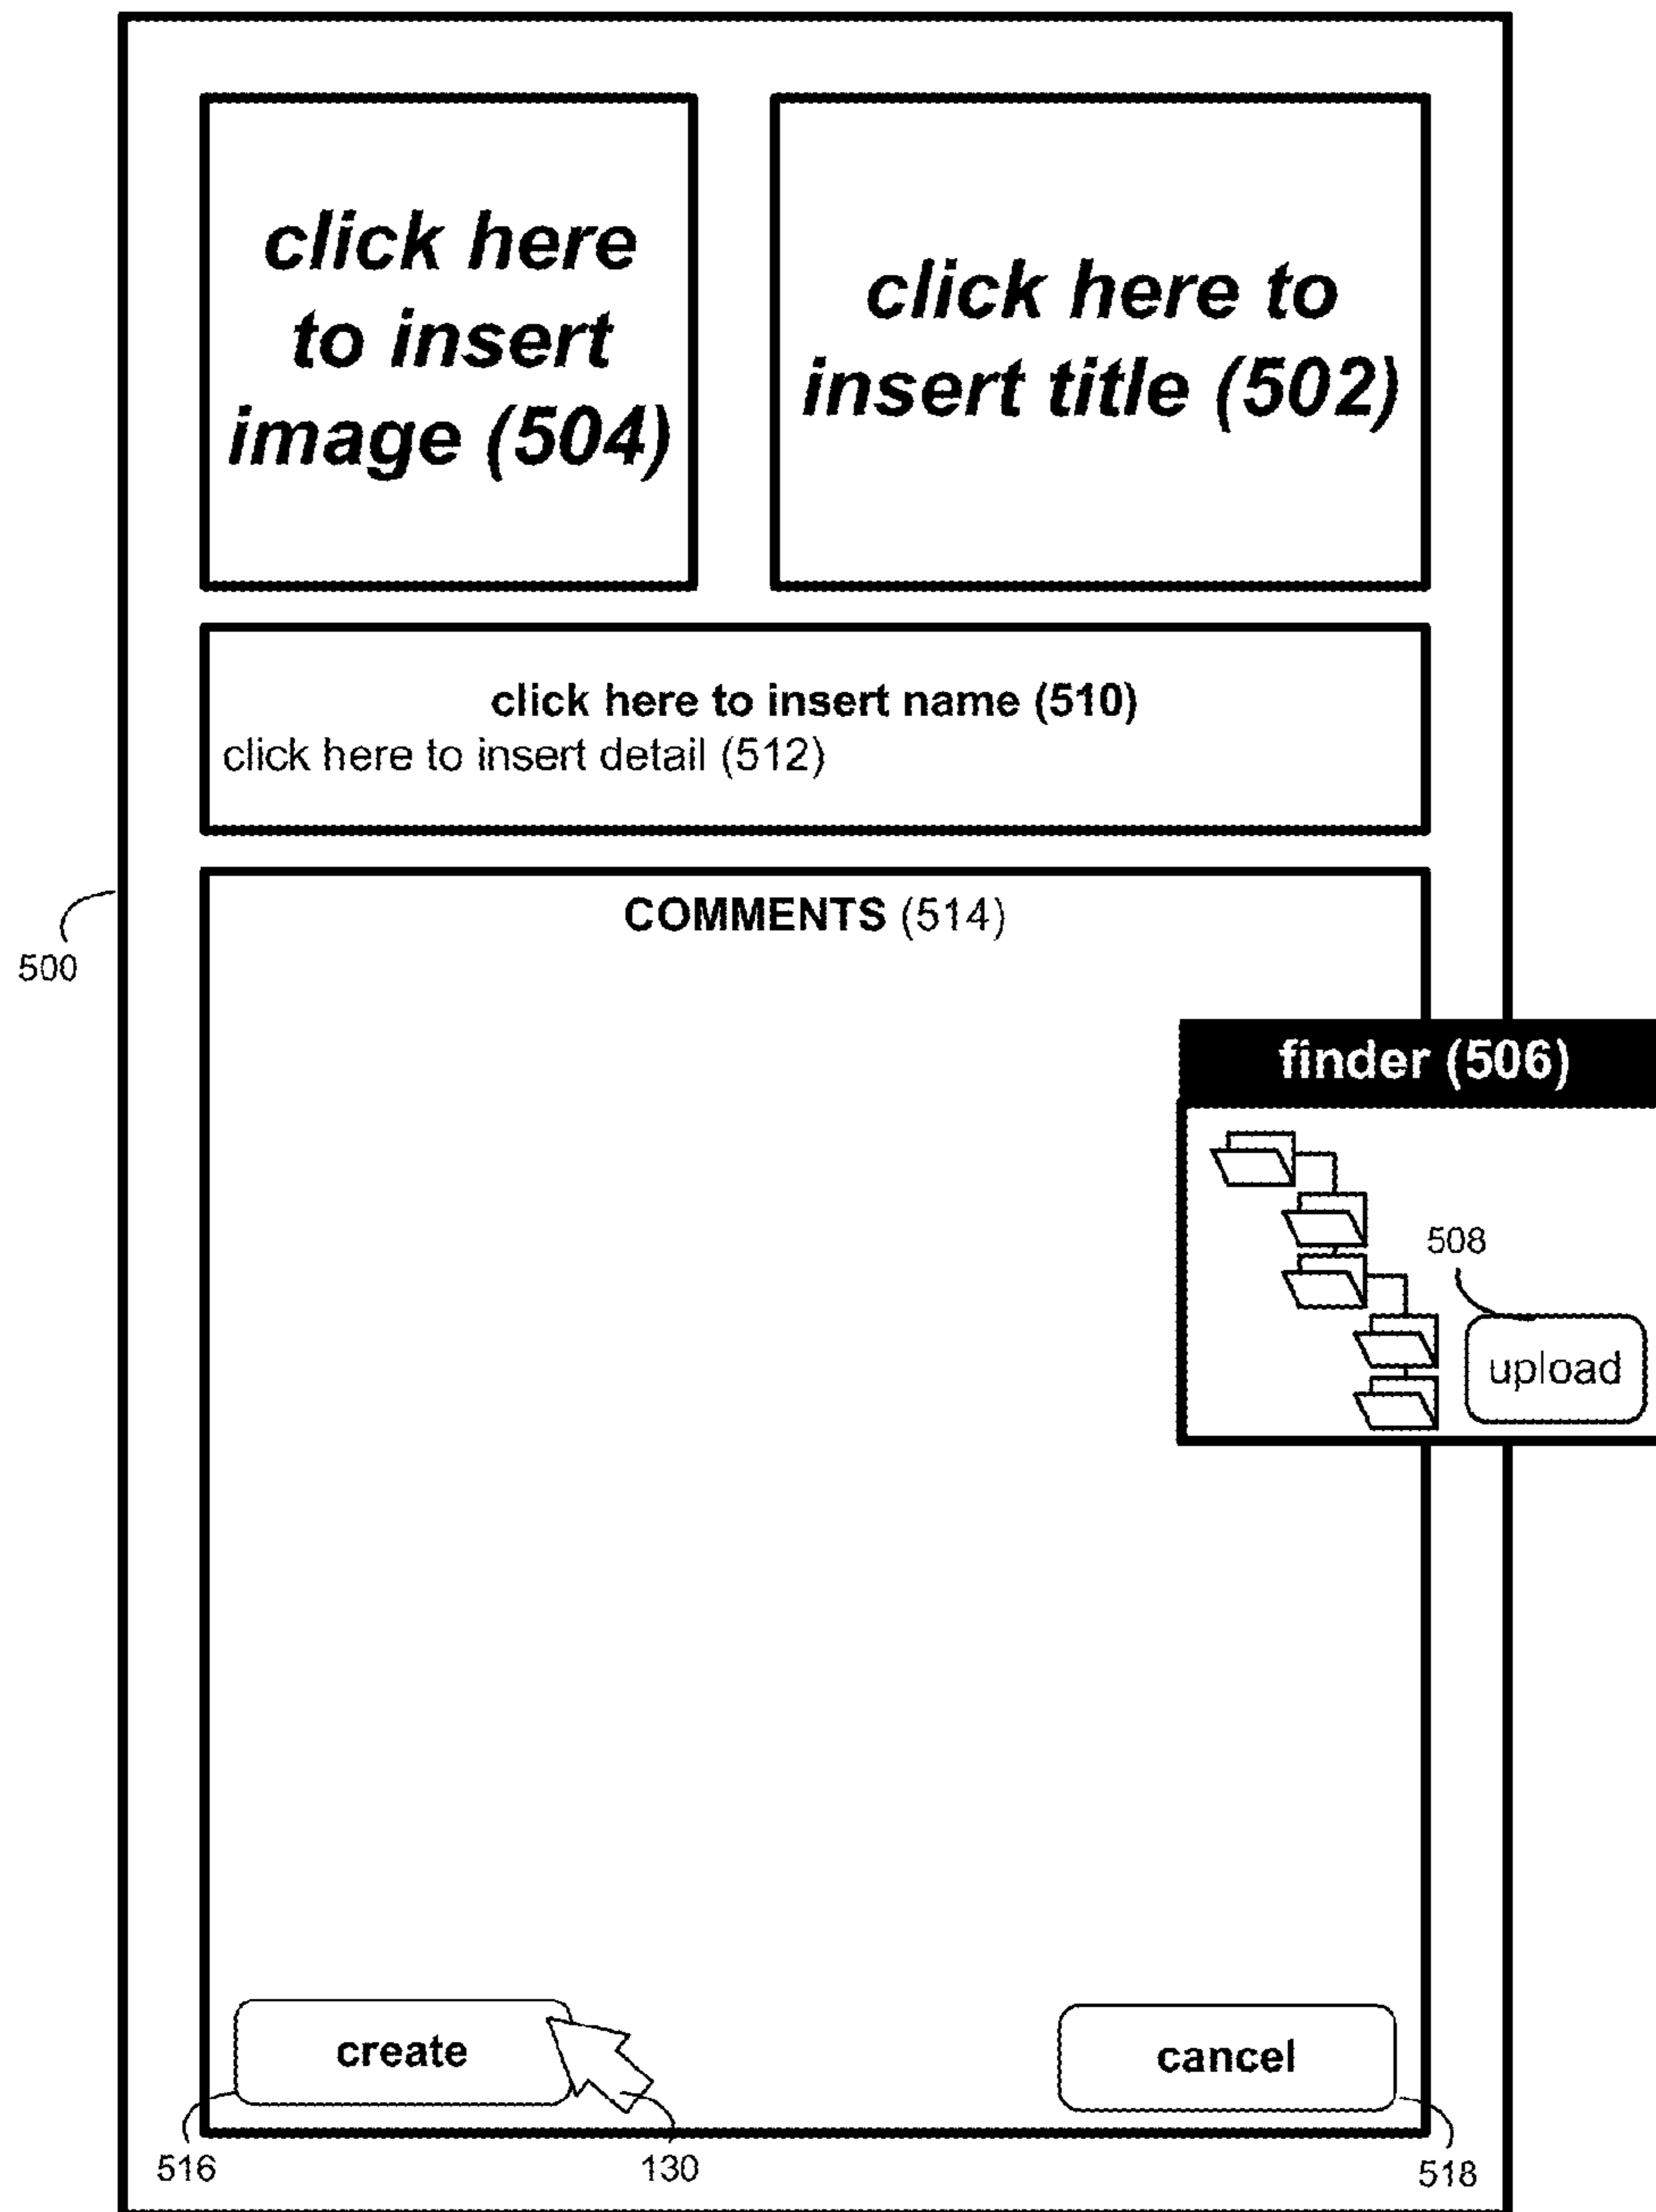 click here
to insert
image (504)
click here to
insert title (502)
click here to insert name (510)
click here to insert detail (512)
COMMENTS (514)
500
finder (506)
508
upload
create
cancel
516
130
518